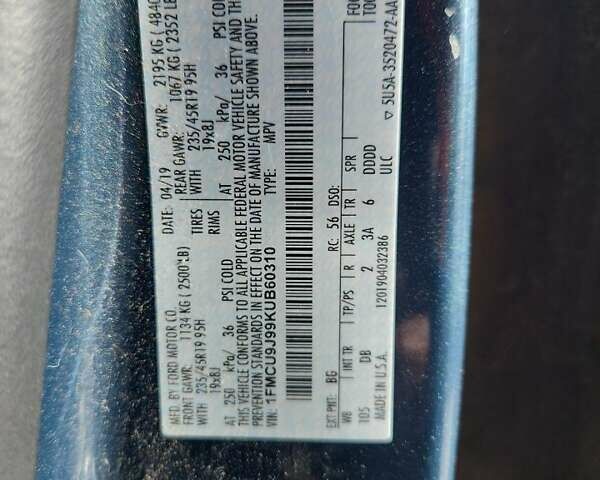 MFD. BY FORD MOTOR CO.
DATE: 04/19 GVWR: 2195 KG (4840
FRONT GAWR: 1134 KG (2500LB) REAR GAWR: 1067 KG (2352 LB
WITH TIRES WITH
235/45R19 95H 235/45R19 95H
19x8J RIMS 19x8J
AT 250 kPa/ 36 PSI COLD AT 250 kPa/ 36 PSI COL
THIS VEHICLE CONFORMS TO ALL APPLICABLE FEDERAL MOTOR VEHICLE SAFETY AND T
PREVENTION STANDARDS IN EFFECT ON THE DATE OF MANUFACTURE SHOWN ABOVE.
VIN: 1FMCU9J99KUB60310 TYPE: MPV
EXT PNT: BG RC: 56 DSO:
WB INT TR TP/PS R AXLE TR SPR
105 DB 2 3A 6 DDDD
MADE IN U.S.A. ULC
1201904032386
▽ 5U5A-3520472-AA